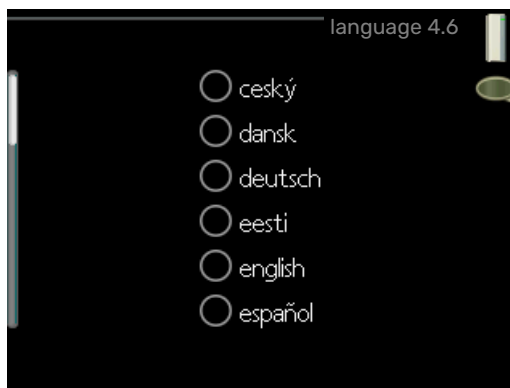 language 4.6
ceský
dansk
deutsch
eesti
english
español